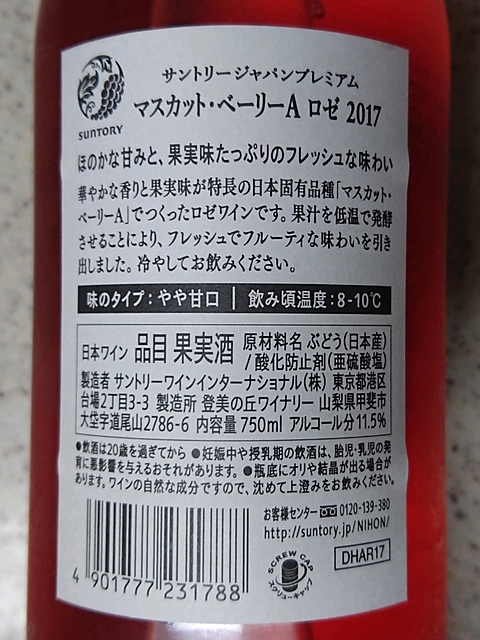 SUNTORY
サントリー ジャパンプレミアム
マスカット・ベーリーA ロゼ 2017
ほのかな甘みと、果実味たっぷりのフレッシュな味わい
華やかな香りと果実味が特長の日本固有品種「マスカット・
ベーリーA」でつくったロゼワインです。果汁を低温で発酵
させることにより、フレッシュでフルーティな味わいを引き
出しました。冷やしてお飲みください。
味のタイプ：やや甘口 | 飲み頃温度：8-10℃
日本ワイン 品目 果実酒 原材料名 ぶどう（日本産）
/酸化防止剤（亜硫酸塩）
製造者 サントリーワインインターナショナル（株） 東京都港区
台場2丁目3-3 製造所 登美の丘ワイナリー 山梨県甲斐市
大垈字道尾山2786-6 内容量 750ml アルコール分 11.5%
●飲酒は20歳を過ぎてから ●妊娠中や授乳期の飲酒は、胎児・乳児の発
育に悪影響を与えるおそれがあります。●瓶底にオリや結晶が出る場合が
あります。ワインの自然な成分ですので、沈めて上澄みをお飲みください。
お客様センター 0120-139-380
http://suntory.jp/NIHON/
DHAR17
SCREW CAP
スクリューキャップ
4 901777 231788